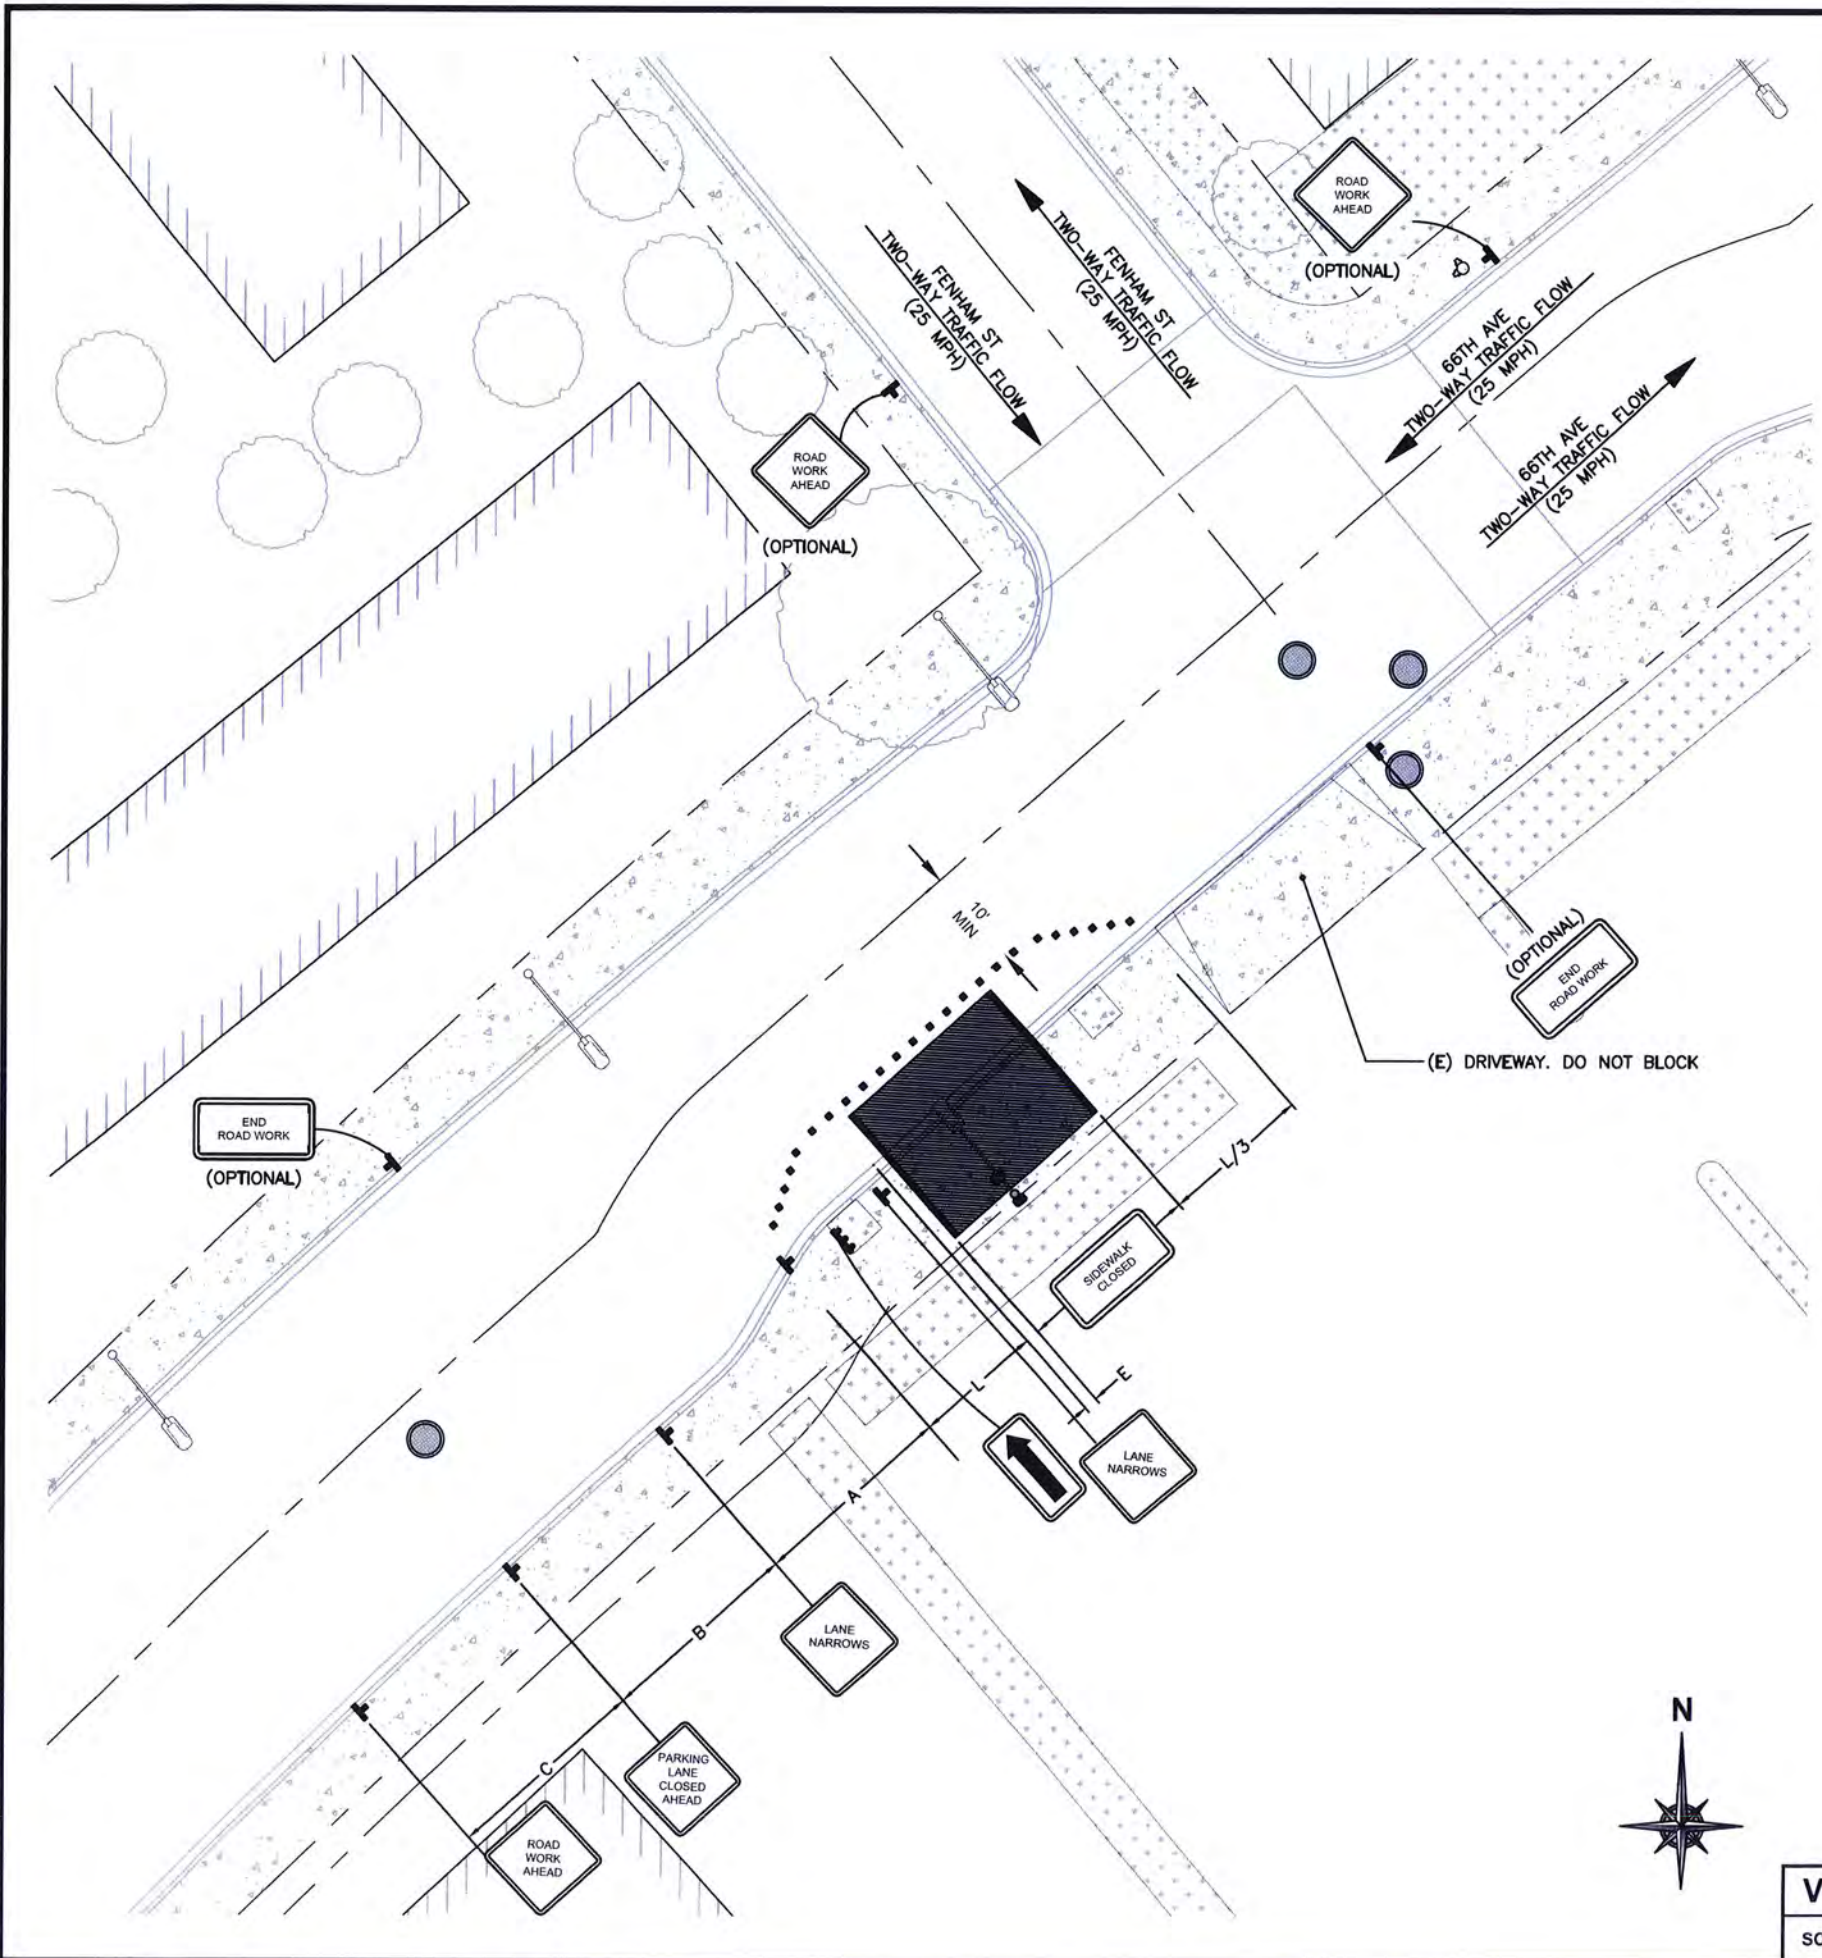 ROAD
WORK
AHEAD
(OPTIONAL)
FENHAM ST
TWO-WAY TRAFFIC FLOW
(25 MPH)
FENHAM ST
TWO-WAY TRAFFIC FLOW
(25 MPH)
66TH AVE
TWO-WAY TRAFFIC FLOW
(25 MPH)
66TH AVE
TWO-WAY TRAFFIC FLOW
(25 MPH)
ROAD
WORK
AHEAD
(OPTIONAL)
10'
MIN
(OPTIONAL)
END
ROAD WORK
(E) DRIVEWAY. DO NOT BLOCK
END
ROAD WORK
(OPTIONAL)
L/3
SIDEWALK
CLOSED
E
L
LANE
NARROWS
A
LANE
NARROWS
B
PARKING
LANE
CLOSED
AHEAD
C
ROAD
WORK
AHEAD
N
V
SC